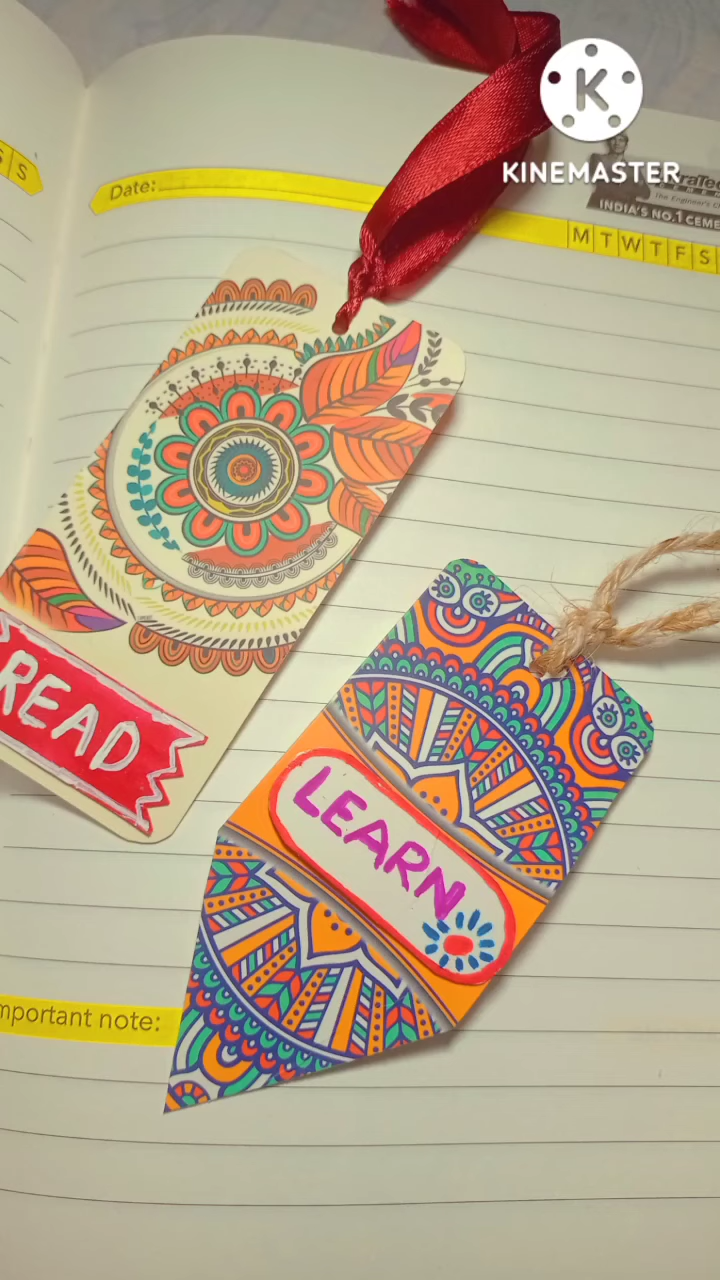 KINEMASTER
K
S S
Date:
The Engineer's
INDIA'S NO.1 CEME
M T W T F S
READ
LEARN
mportant note: